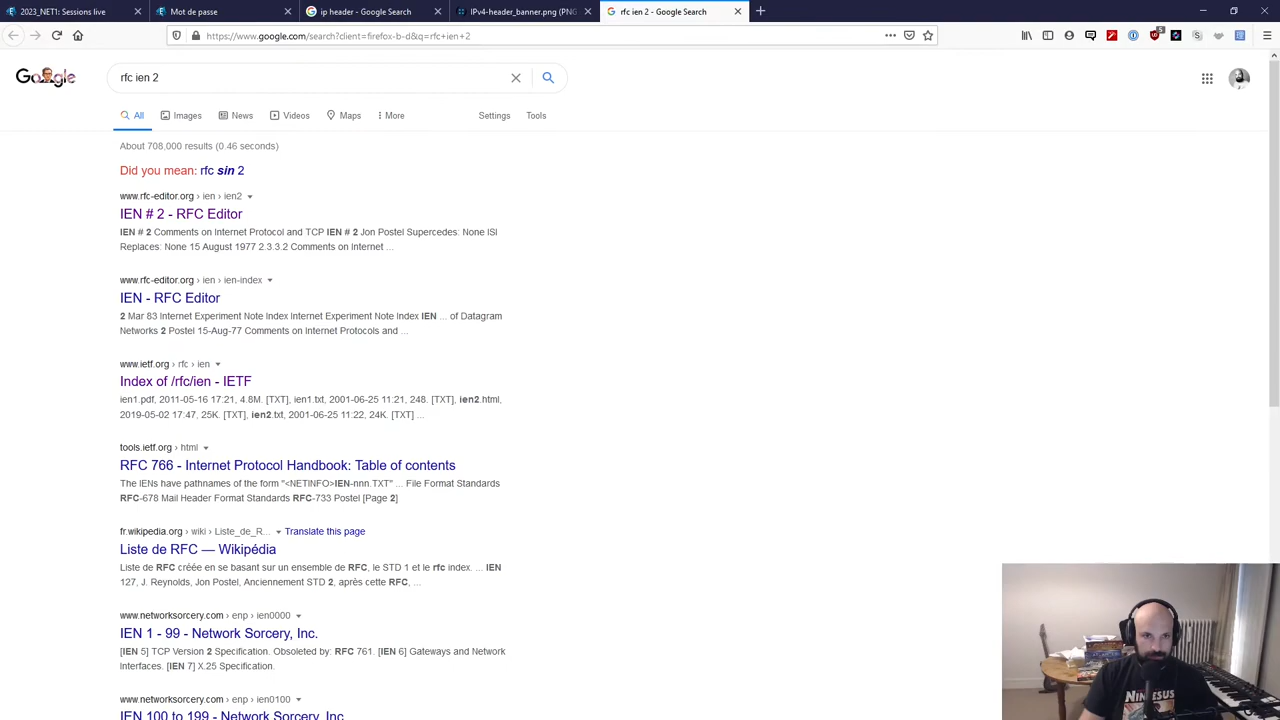 2023_NET1: Sessions live
Mot de passe
ip header - Google Search
IPv4-header_banner.png (PNG
rfc ien 2 - Google Search
https://www.google.com/search?client=firefox-b-d&q=rfc+ien+2
Google
rfc ien 2
All
Images
News
Videos
Maps
More
Settings
Tools
About 708,000 results (0.46 seconds)
Did you mean: rfc sin 2
www.rfc-editor.org › ien › ien2
IEN # 2 - RFC Editor
IEN # 2 Comments on Internet Protocol and TCP IEN # 2 Jon Postel Supercedes: None ISI
Replaces: None 15 August 1977 2.3.3.2 Comments on Internet ...
www.rfc-editor.org › ien › ien-index
IEN - RFC Editor
2 Mar 83 Internet Experiment Note Index Internet Experiment Note Index IEN ... of Datagram
Networks 2 Postel 15-Aug-77 Comments on Internet Protocols and ...
www.ietf.org › rfc › ien
Index of /rfc/ien - IETF
ien1.pdf, 2011-05-16 17:21, 4.8M. [TXT], ien1.txt, 2001-06-25 11:21, 248. [TXT], ien2.html,
2019-05-02 17:47, 25K. [TXT], ien2.txt, 2001-06-25 11:22, 24K. [TXT] ...
tools.ietf.org › html
RFC 766 - Internet Protocol Handbook: Table of contents
The IENs have pathnames of the form "<NETINFO>IEN-nnn.TXT" ... File Format Standards
RFC-678 Mail Header Format Standards RFC-733 Postel [Page 2]
fr.wikipedia.org › wiki › Liste_de_R... Translate this page
Liste de RFC — Wikipédia
Liste de RFC créée en se basant sur un ensemble de RFC, le STD 1 et le rfc index. ... IEN
127, J. Reynolds, Jon Postel, Anciennement STD 2, après cette RFC, ...
www.networksorcery.com › enp › ien0000
IEN 1 - 99 - Network Sorcery, Inc.
[IEN 5] TCP Version 2 Specification. Obsoleted by: RFC 761. [IEN 6] Gateways and Network
Interfaces. [IEN 7] X.25 Specification.
www.networksorcery.com › enp › ien0100
IEN 100 to 199 - Network Sorcery, Inc.